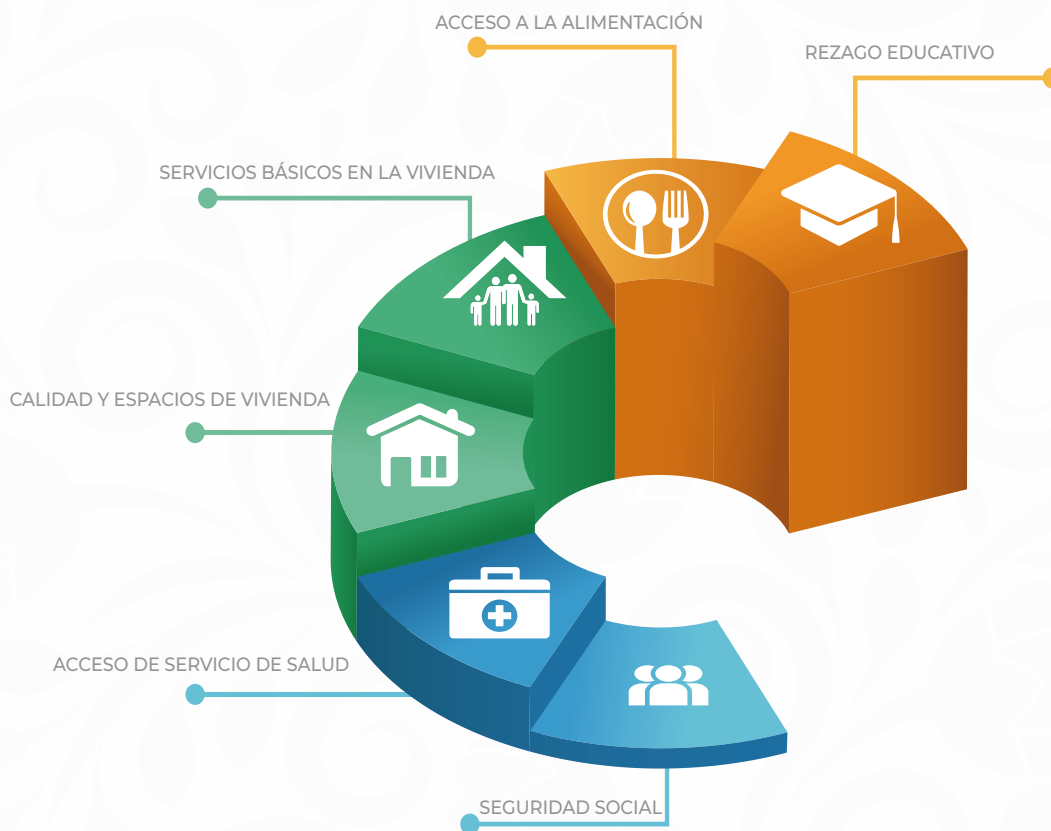 ACCESO A LA ALIMENTACIÓN
REZAGO EDUCATIVO
SERVICIOS BÁSICOS EN LA VIVIENDA
CALIDAD Y ESPACIOS DE VIVIENDA
ACCESO DE SERVICIO DE SALUD
SEGURIDAD SOCIAL